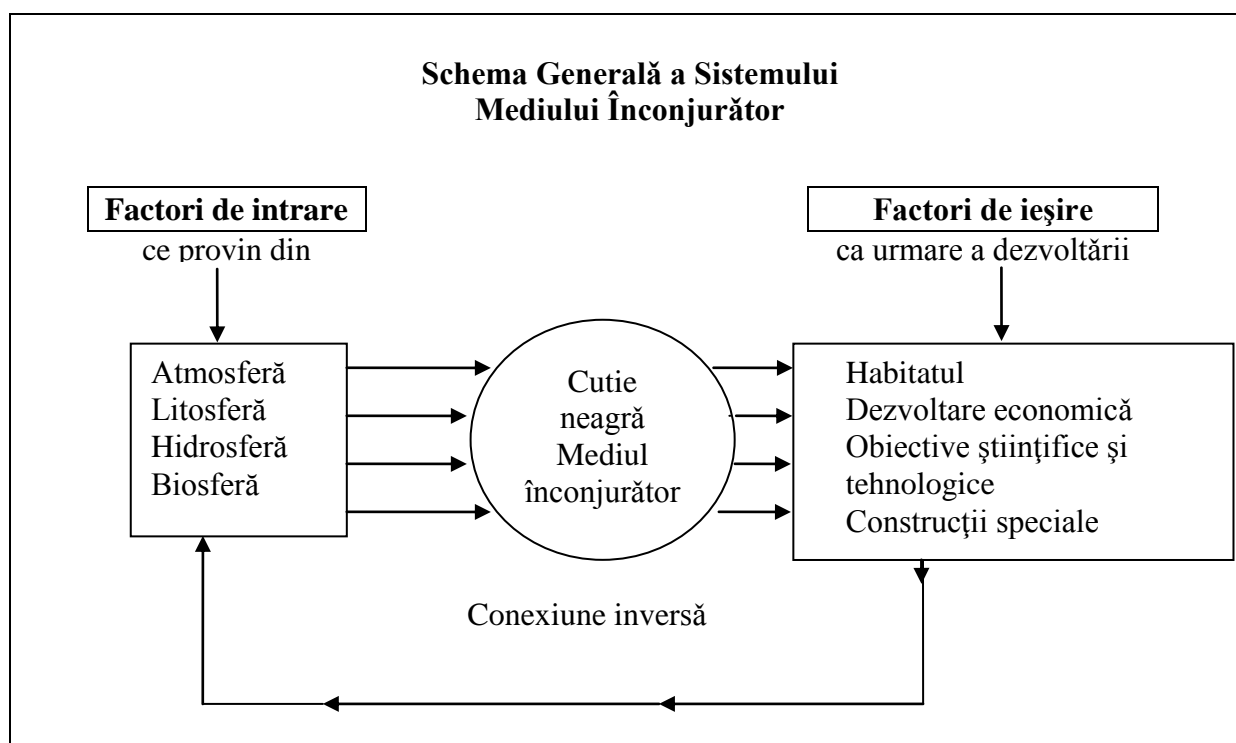 Schema Generală a Sistemului
Mediului Înconjurător
Factori de intrare
ce provin din
Factori de ieşire
ca urmare a dezvoltării
Atmosferă
Litosferă
Hidrosferă
Biosferă
Cutie
neagră
Mediul
înconjurător
Habitatul
Dezvoltare economică
Obiective ştiinţifice şi
tehnologice
Construcţii speciale
Conexiune inversă